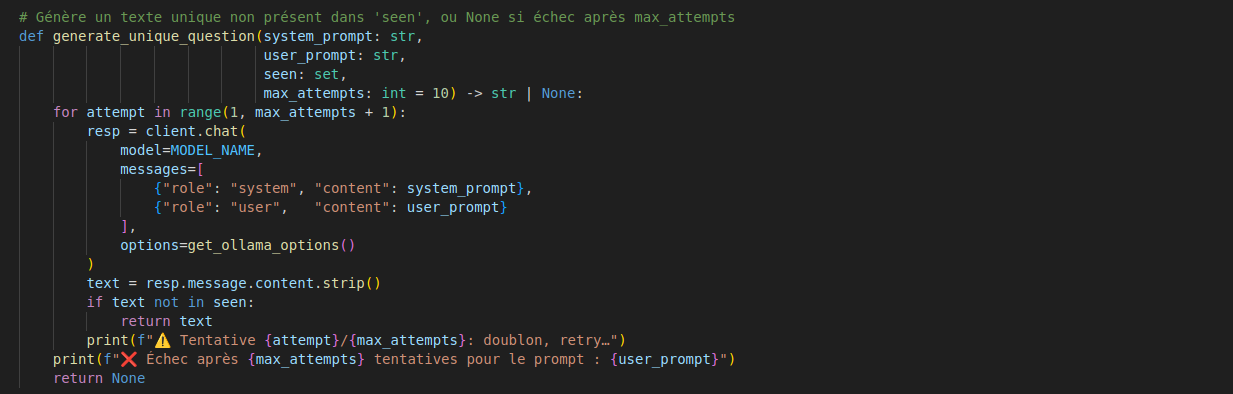 # Génère un texte unique non présent dans 'seen', ou None si échec après max_attempts
def generate_unique_question(system_prompt: str,
                             user_prompt: str,
                             seen: set,
                             max_attempts: int = 10) -> str | None:
    for attempt in range(1, max_attempts + 1):
        resp = client.chat(
            model=MODEL_NAME,
            messages=[
                {"role": "system", "content": system_prompt},
                {"role": "user",   "content": user_prompt}
            ],
            options=get_ollama_options()
        )
        text = resp.message.content.strip()
        if text not in seen:
            return text
        print(f"⚠️ Tentative {attempt}/{max_attempts}: doublon, retry…")
    print(f"❌ Échec après {max_attempts} tentatives pour le prompt : {user_prompt}")
    return None